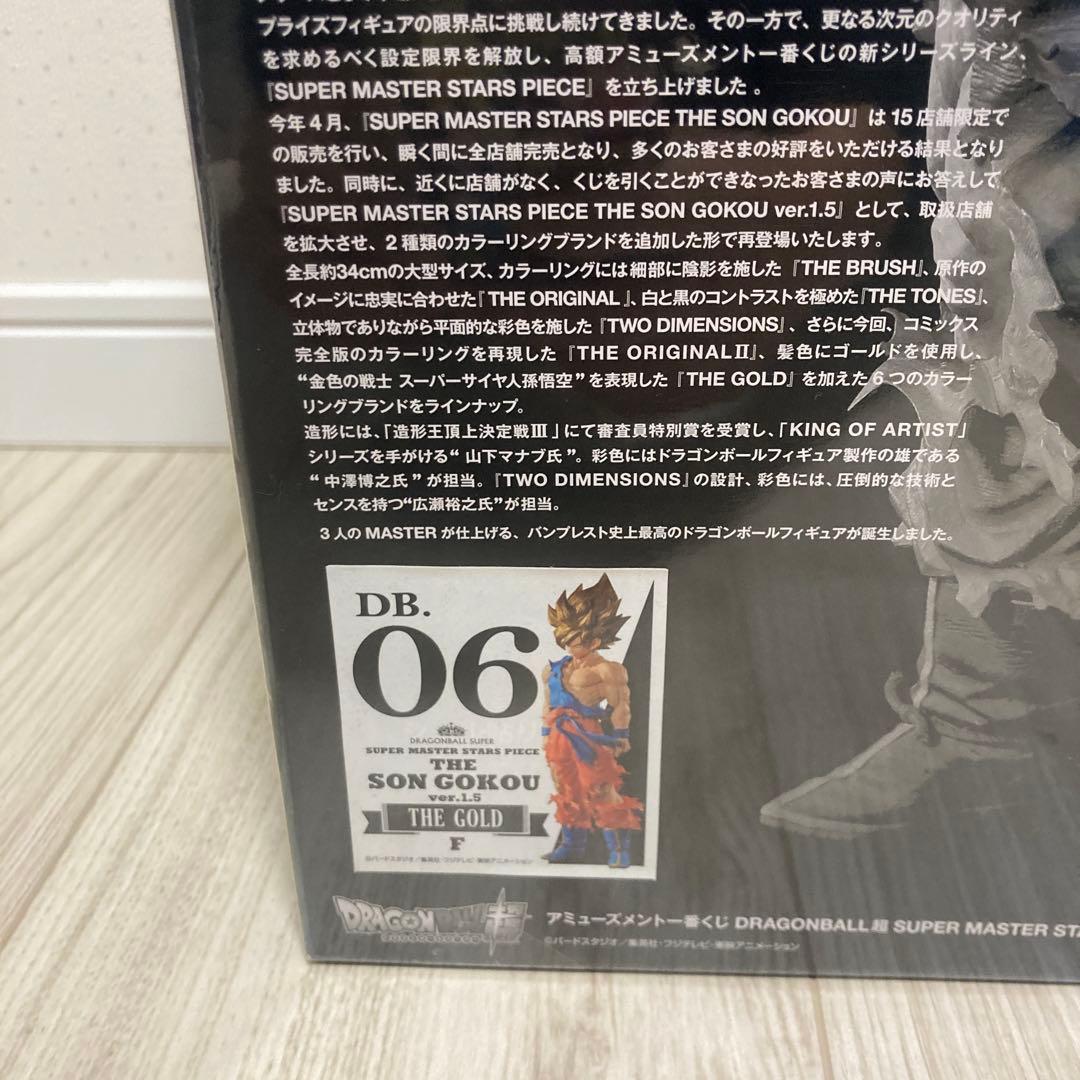 プライズフィギュアの限界点に挑戦し続けてきました。その一方で、更なる次元のクオリティ
を求めるべく設定限界を解放し、高額アミューズメント一番くじの新シリーズライン、
『SUPER MASTER STARS PIECE』を立ち上げました 。
今年４月、『SUPER MASTER STARS PIECE THE SON GOKOU』は 15 店舗限定で
の販売を行い、瞬く間に全店舗完売となり、多くのお客さまの好評をいただける結果となり
ました。同時に、近くに店舗がなく、くじを引くことができなったお客さまの声にお答えして
『SUPER MASTER STARS PIECE THE SON GOKOU ver.1.5』として、取扱店舗
を拡大させ、２種類のカラーリングブランドを追加した形で再登場いたします。
全長約34cmの大型サイズ、カラーリングには細部に陰影を施した『THE BRUSH』、原作の
イメージに忠実に合わせた『THE ORIGINAL』、白と黒のコントラストを極めた『THE TONES』、
立体物でありながら平面的な彩色を施した『TWO DIMENSIONS』、さらに今回、コミックス
完全版のカラーリングを再現した『THE ORIGINALⅡ』、髪色にゴールドを使用し、
“金色の戦士 スーパーサイヤ人孫悟空”を表現した『THE GOLD』を加えた６つのカラー
リングブランドをラインナップ。
造形には、「造形王頂上決定戦Ⅲ」にて審査員特別賞を受賞し、「KING OF ARTIST」
シリーズを手がける“ 山下マナブ氏 ”。彩色にはドラゴンボールフィギュア製作の雄である
“ 中澤博之氏 ” が担当。『TWO DIMENSIONS』の設計、彩色には、圧倒的な技術と
センスを持つ“広瀬裕之氏”が担当。
３人の MASTER が仕上げる、バンプレスト史上最高のドラゴンボールフィギュアが誕生しました。
DB.
06
DRAGONBALL SUPER
SUPER MASTER STARS PIECE
THE
SON GOKOU
ver.1.5
THE GOLD
F
©バードスタジオ／集英社・フジテレビ・東映アニメーション
DRAGON BALL超
アミューズメント一番くじ DRAGONBALL超 SUPER MASTER STA
©バードスタジオ／集英社・フジテレビ・東映アニメーション